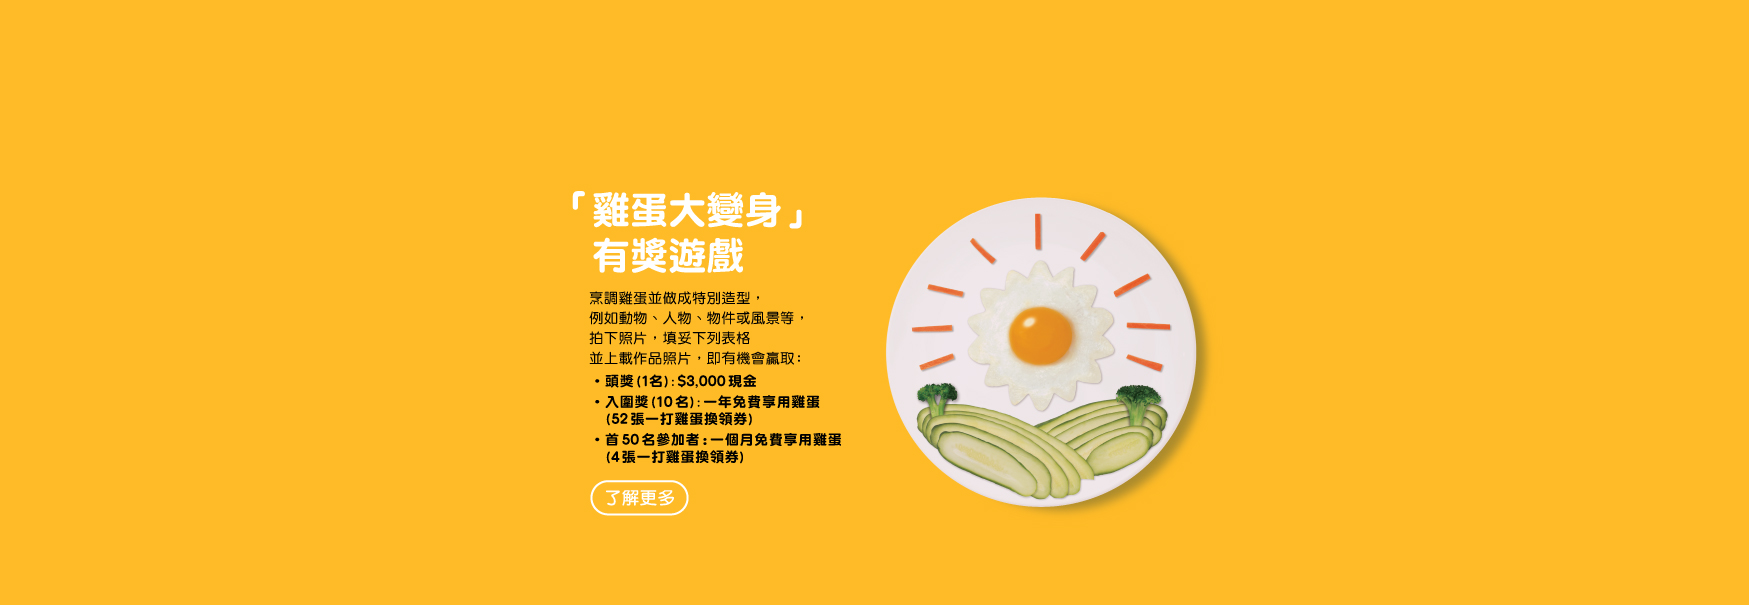 「雞蛋大變身」
有獎遊戲
烹調雞蛋並做成特別造型，
例如動物、人物、物件或風景等，
拍下照片，填妥下列表格
並上載作品照片，即有機會贏取：
・頭獎 (1名) : $3,000 現金
・入圍獎 (10 名) : 一年免費享用雞蛋
(52 張一打雞蛋換領券)
・首 50 名參加者 : 一個月免費享用雞蛋
(4 張一打雞蛋換領券)
了解更多